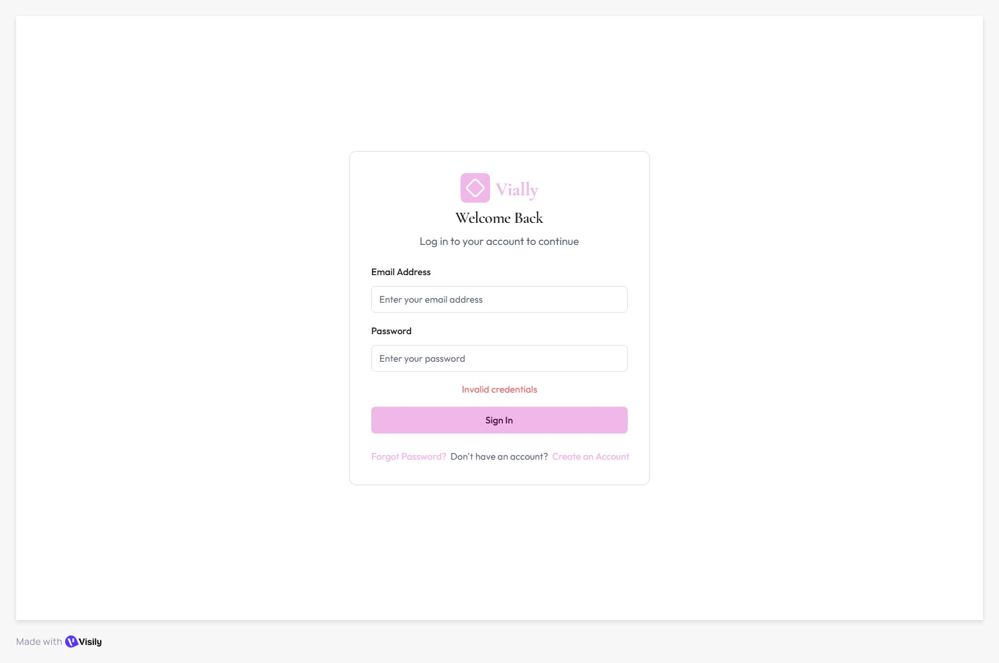 Vially
Welcome Back
Log in to your account to continue
Email Address
Enter your email address
Password
Enter your password
Invalid credentials
Sign In
Forgot Password? Don't have an account? Create an Account
Made with Visily